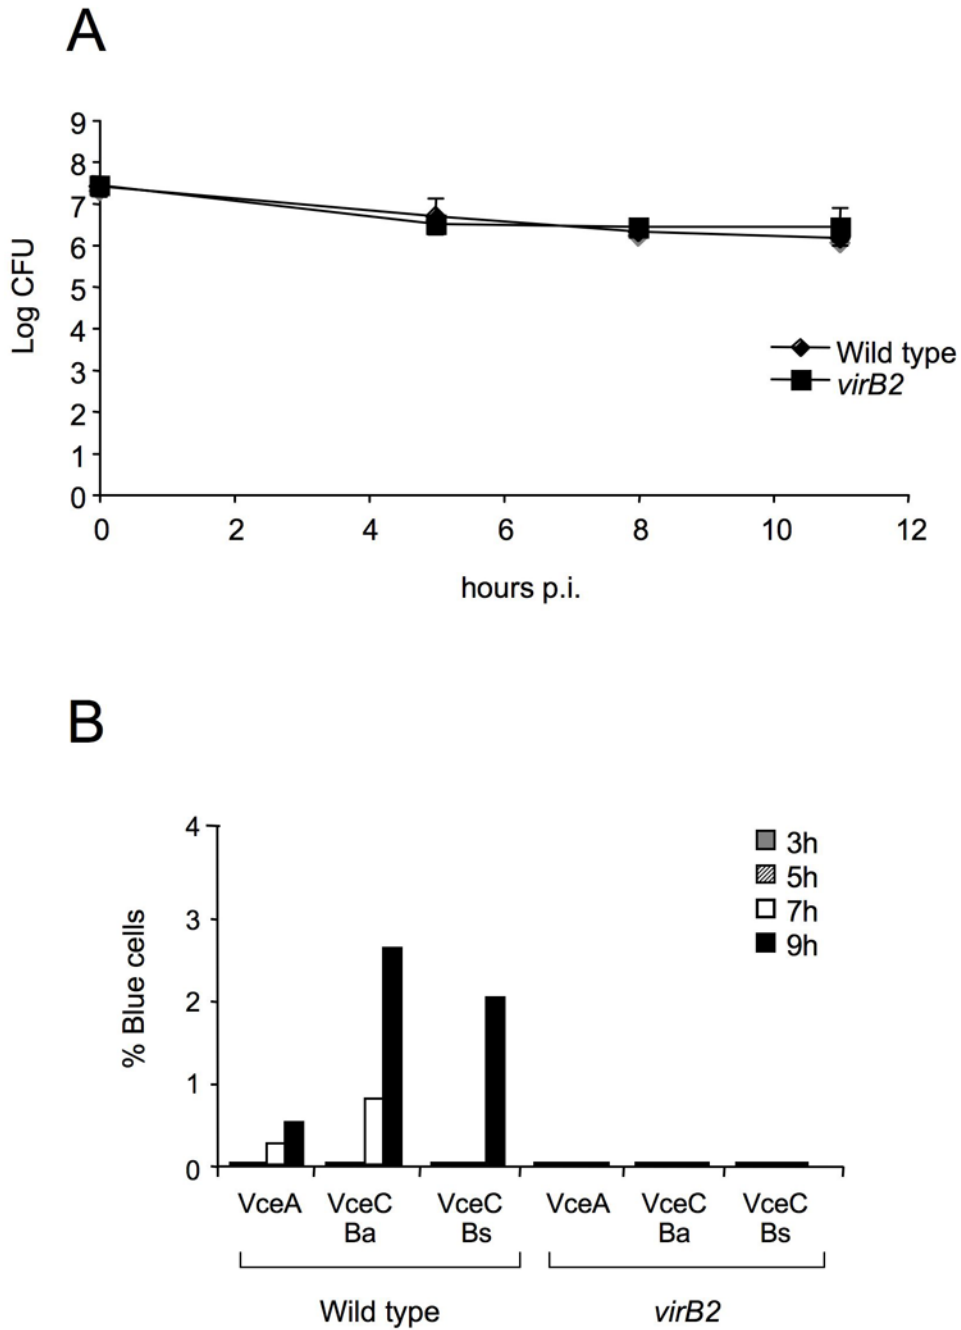 A
9
8
7
6
5
4
3
2
1
0
Log CFU
0 2 4 6 8 10 12
hours p.i.
Wild type
virB2
B
4
3
2
1
0
% Blue cells
3h
5h
7h
9h
VceA VceC VceC VceA VceC VceC
Ba Bs Ba Bs
Wild type virB2